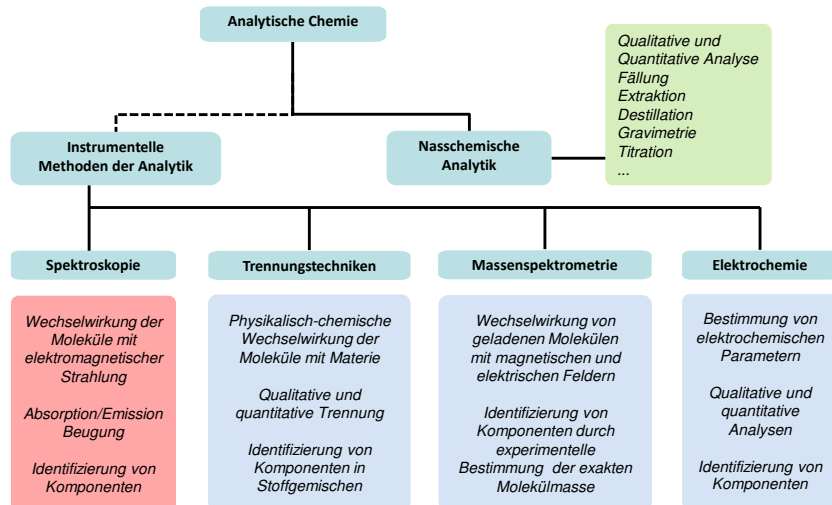 Analytische Chemie
Qualitative und
Quantitative Analyse
Fällung
Extraktion
Destillation
Gravimetrie
Titration
...
Instrumentelle
Methoden der Analytik
Nasschemische
Analytik
Spektroskopie
Trennungstechniken
Massenspektrometrie
Elektrochemie
Wechselwirkung der
Moleküle mit
elektromagnetischer
Strahlung
Absorption/Emission
Beugung
Identifizierung von
Komponenten
Physikalisch-chemische
Wechselwirkung der
Moleküle mit Materie
Qualitative und
quantitative Trennung
Identifizierung von
Komponenten in
Stoffgemischen
Wechselwirkung von
geladenen Molekülen
mit magnetischen und
elektrischen Feldern
Identifizierung von
Komponenten durch
experimentelle
Bestimmung der exakten
Molekülmasse
Bestimmung von
elektrochemischen
Parametern
Qualitative und
quantitative
Analysen
Identifizierung von
Komponenten